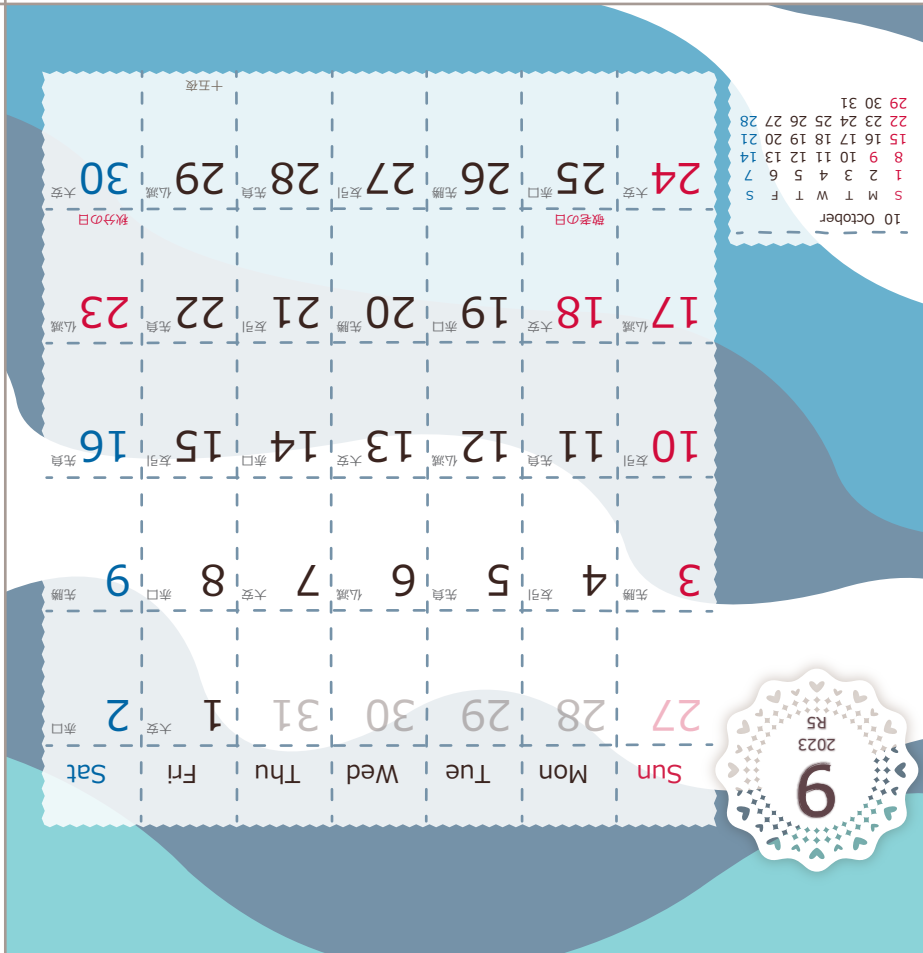 9
2023
R5
Sun Mon Tue Wed Thu Fri Sat
27 28 29 30 31 1 大安 2 赤口
3 先勝 4 友引 5 先負 6 仏滅 7 大安 8 赤口 9 先勝
10 友引 11 先負 12 仏滅 13 大安 14 赤口 15 友引 16 先負
17 仏滅 18 大安 19 赤口 20 先勝 21 友引 22 先負 23 仏滅
敬老の日 秋分の日
24 大安 25 赤口 26 先勝 27 友引 28 先負 29 仏滅 30 大安
十五夜
10 October
S M T W T F S
1 2 3 4 5 6 7
8 9 10 11 12 13 14
15 16 17 18 19 20 21
22 23 24 25 26 27 28
29 30 31